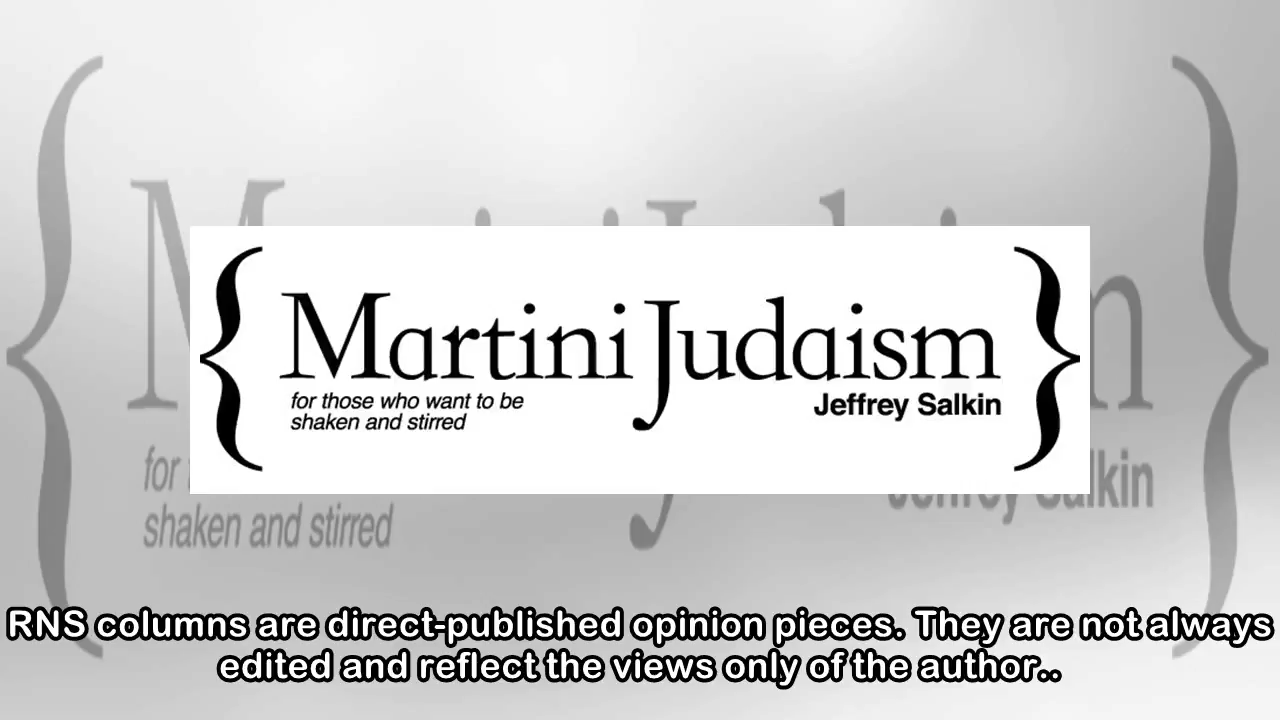 Martini Judaism
for those who want to be
shaken and stirred
Jeffrey Salkin
RNS columns are direct-published opinion pieces. They are not always
edited and reflect the views only of the author..